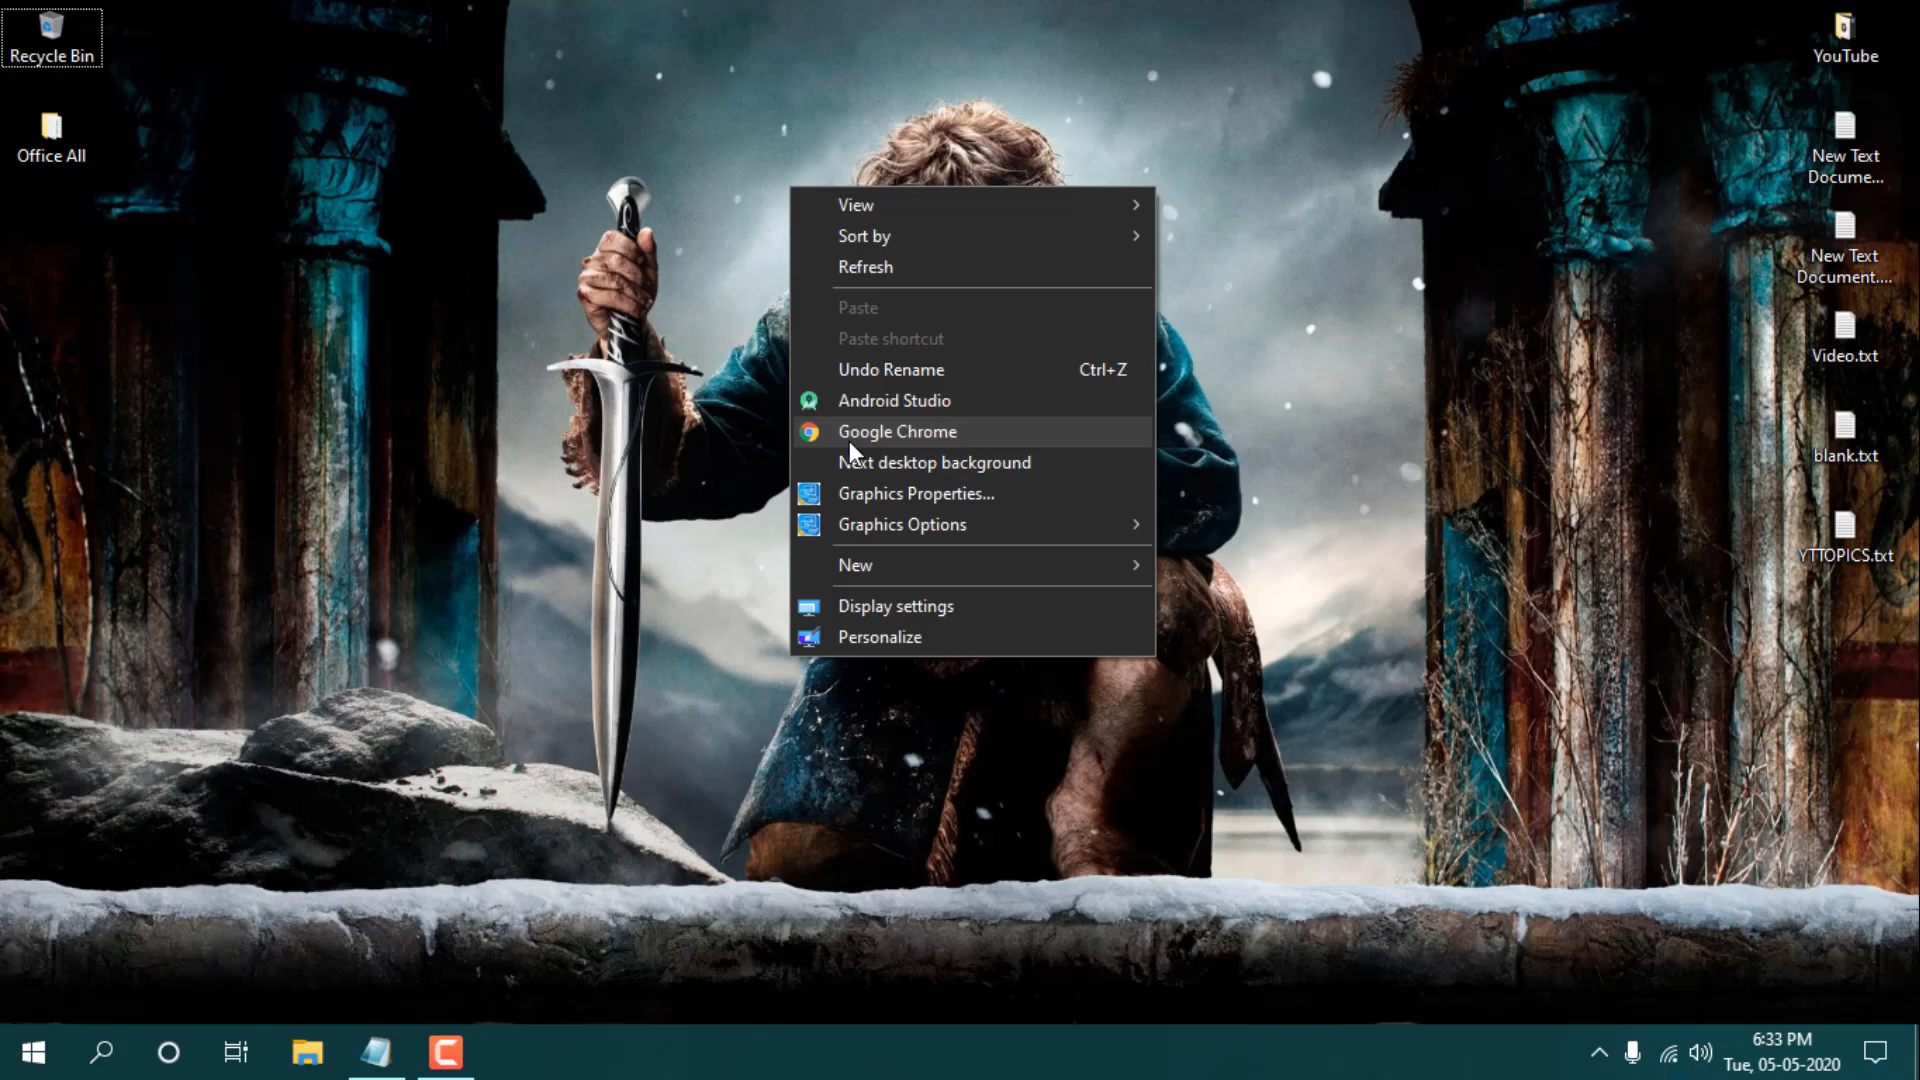 Recycle Bin
Office All
YouTube
New Text
Docume...
New Text
Document....
Video.txt
blank.txt
YTTOPICS.txt
View
Sort by
Refresh
Paste
Paste shortcut
Undo Rename Ctrl+Z
Android Studio
Google Chrome
Next desktop background
Graphics Properties...
Graphics Options
New
Display settings
Personalize
6:33 PM
Tue, 05-05-2020